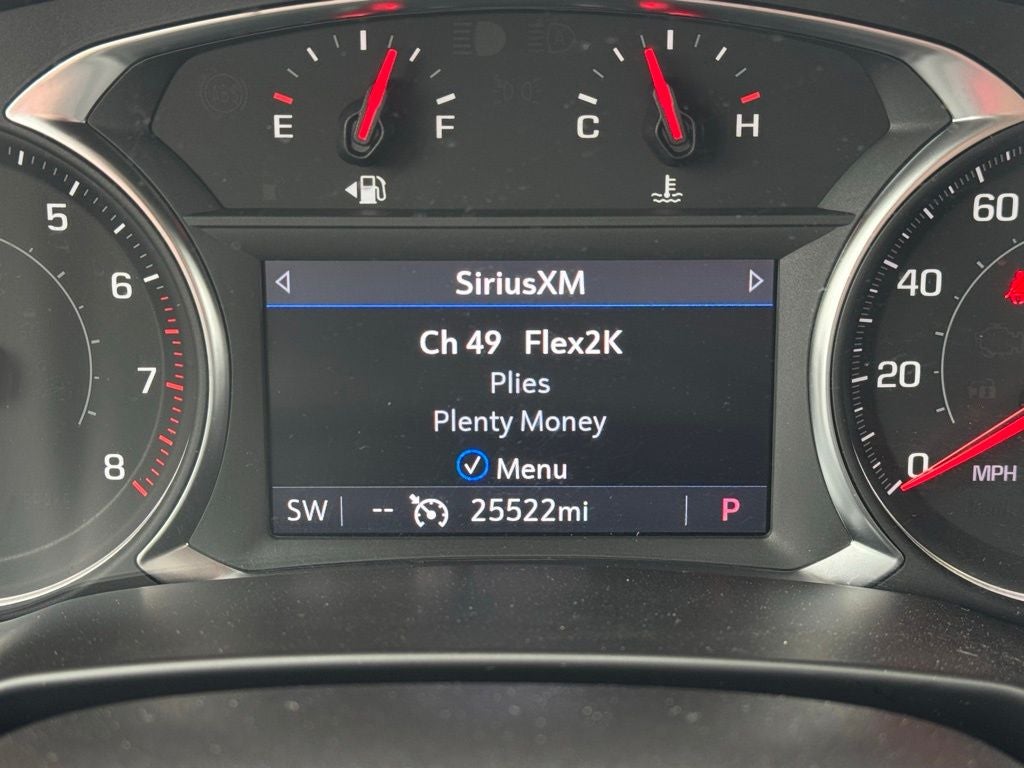 E F C H
5
6
7
8
SiriusXM
Ch 49 Flex2K
Plies
Plenty Money
Menu
SW -- 25522mi P
60
40
20
0
MPH